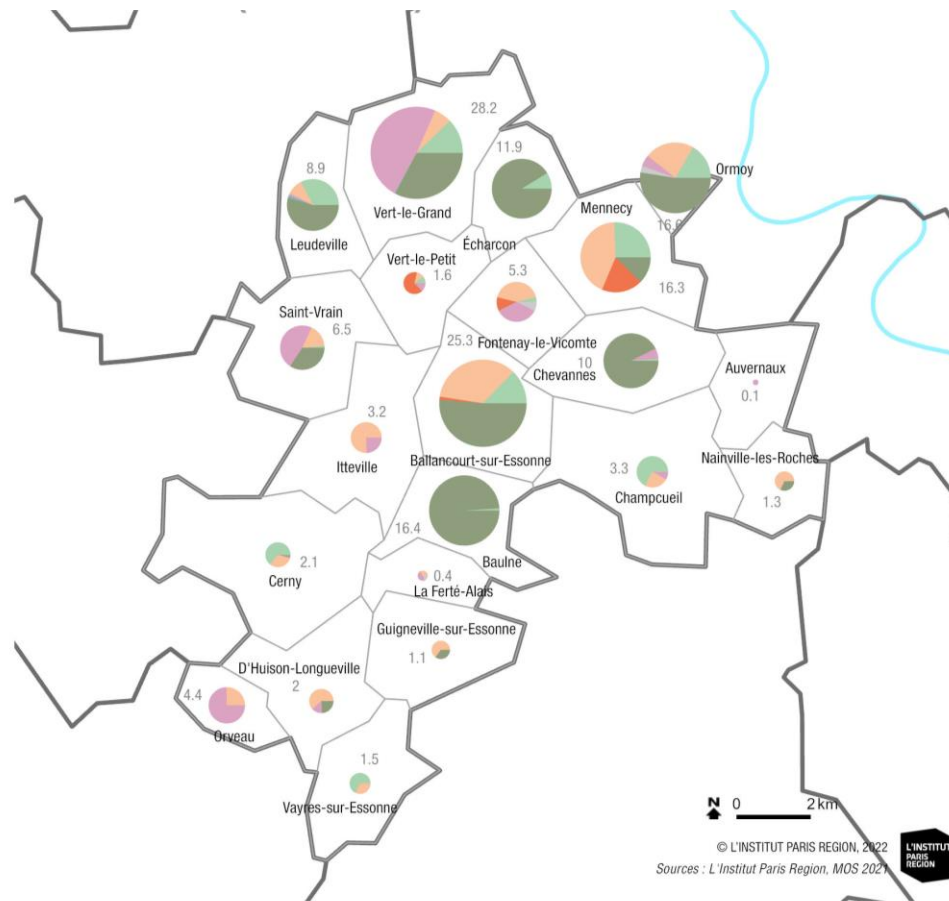 28.2
Vert-le-Grand
11.9
Écharcon
8.9
Leudeville
Ormoy
Mennecy
16.3
Vert-le-Petit
1.6
5.3
Fontenay-le-Vicomte
Saint-Vrain
6.5
25.3
Ballancourt-sur-Essonne
Chevannes
10
Auvernaux
0.1
3.2
Itteville
3.3
Champcueil
Nainville-les-Roches
1.3
16.4
Baulne
2.1
Cerny
0.4
La Ferté-Alais
Guigneville-sur-Essonne
1.1
D'Huison-Longueville
2
4.4
Orveau
1.5
Vayres-sur-Essonne
N 0 2 km
© L'INSTITUT PARIS REGION, 2022
Sources : L'Institut Paris Region, MOS 2021
L'INSTITUT
PARIS
REGION